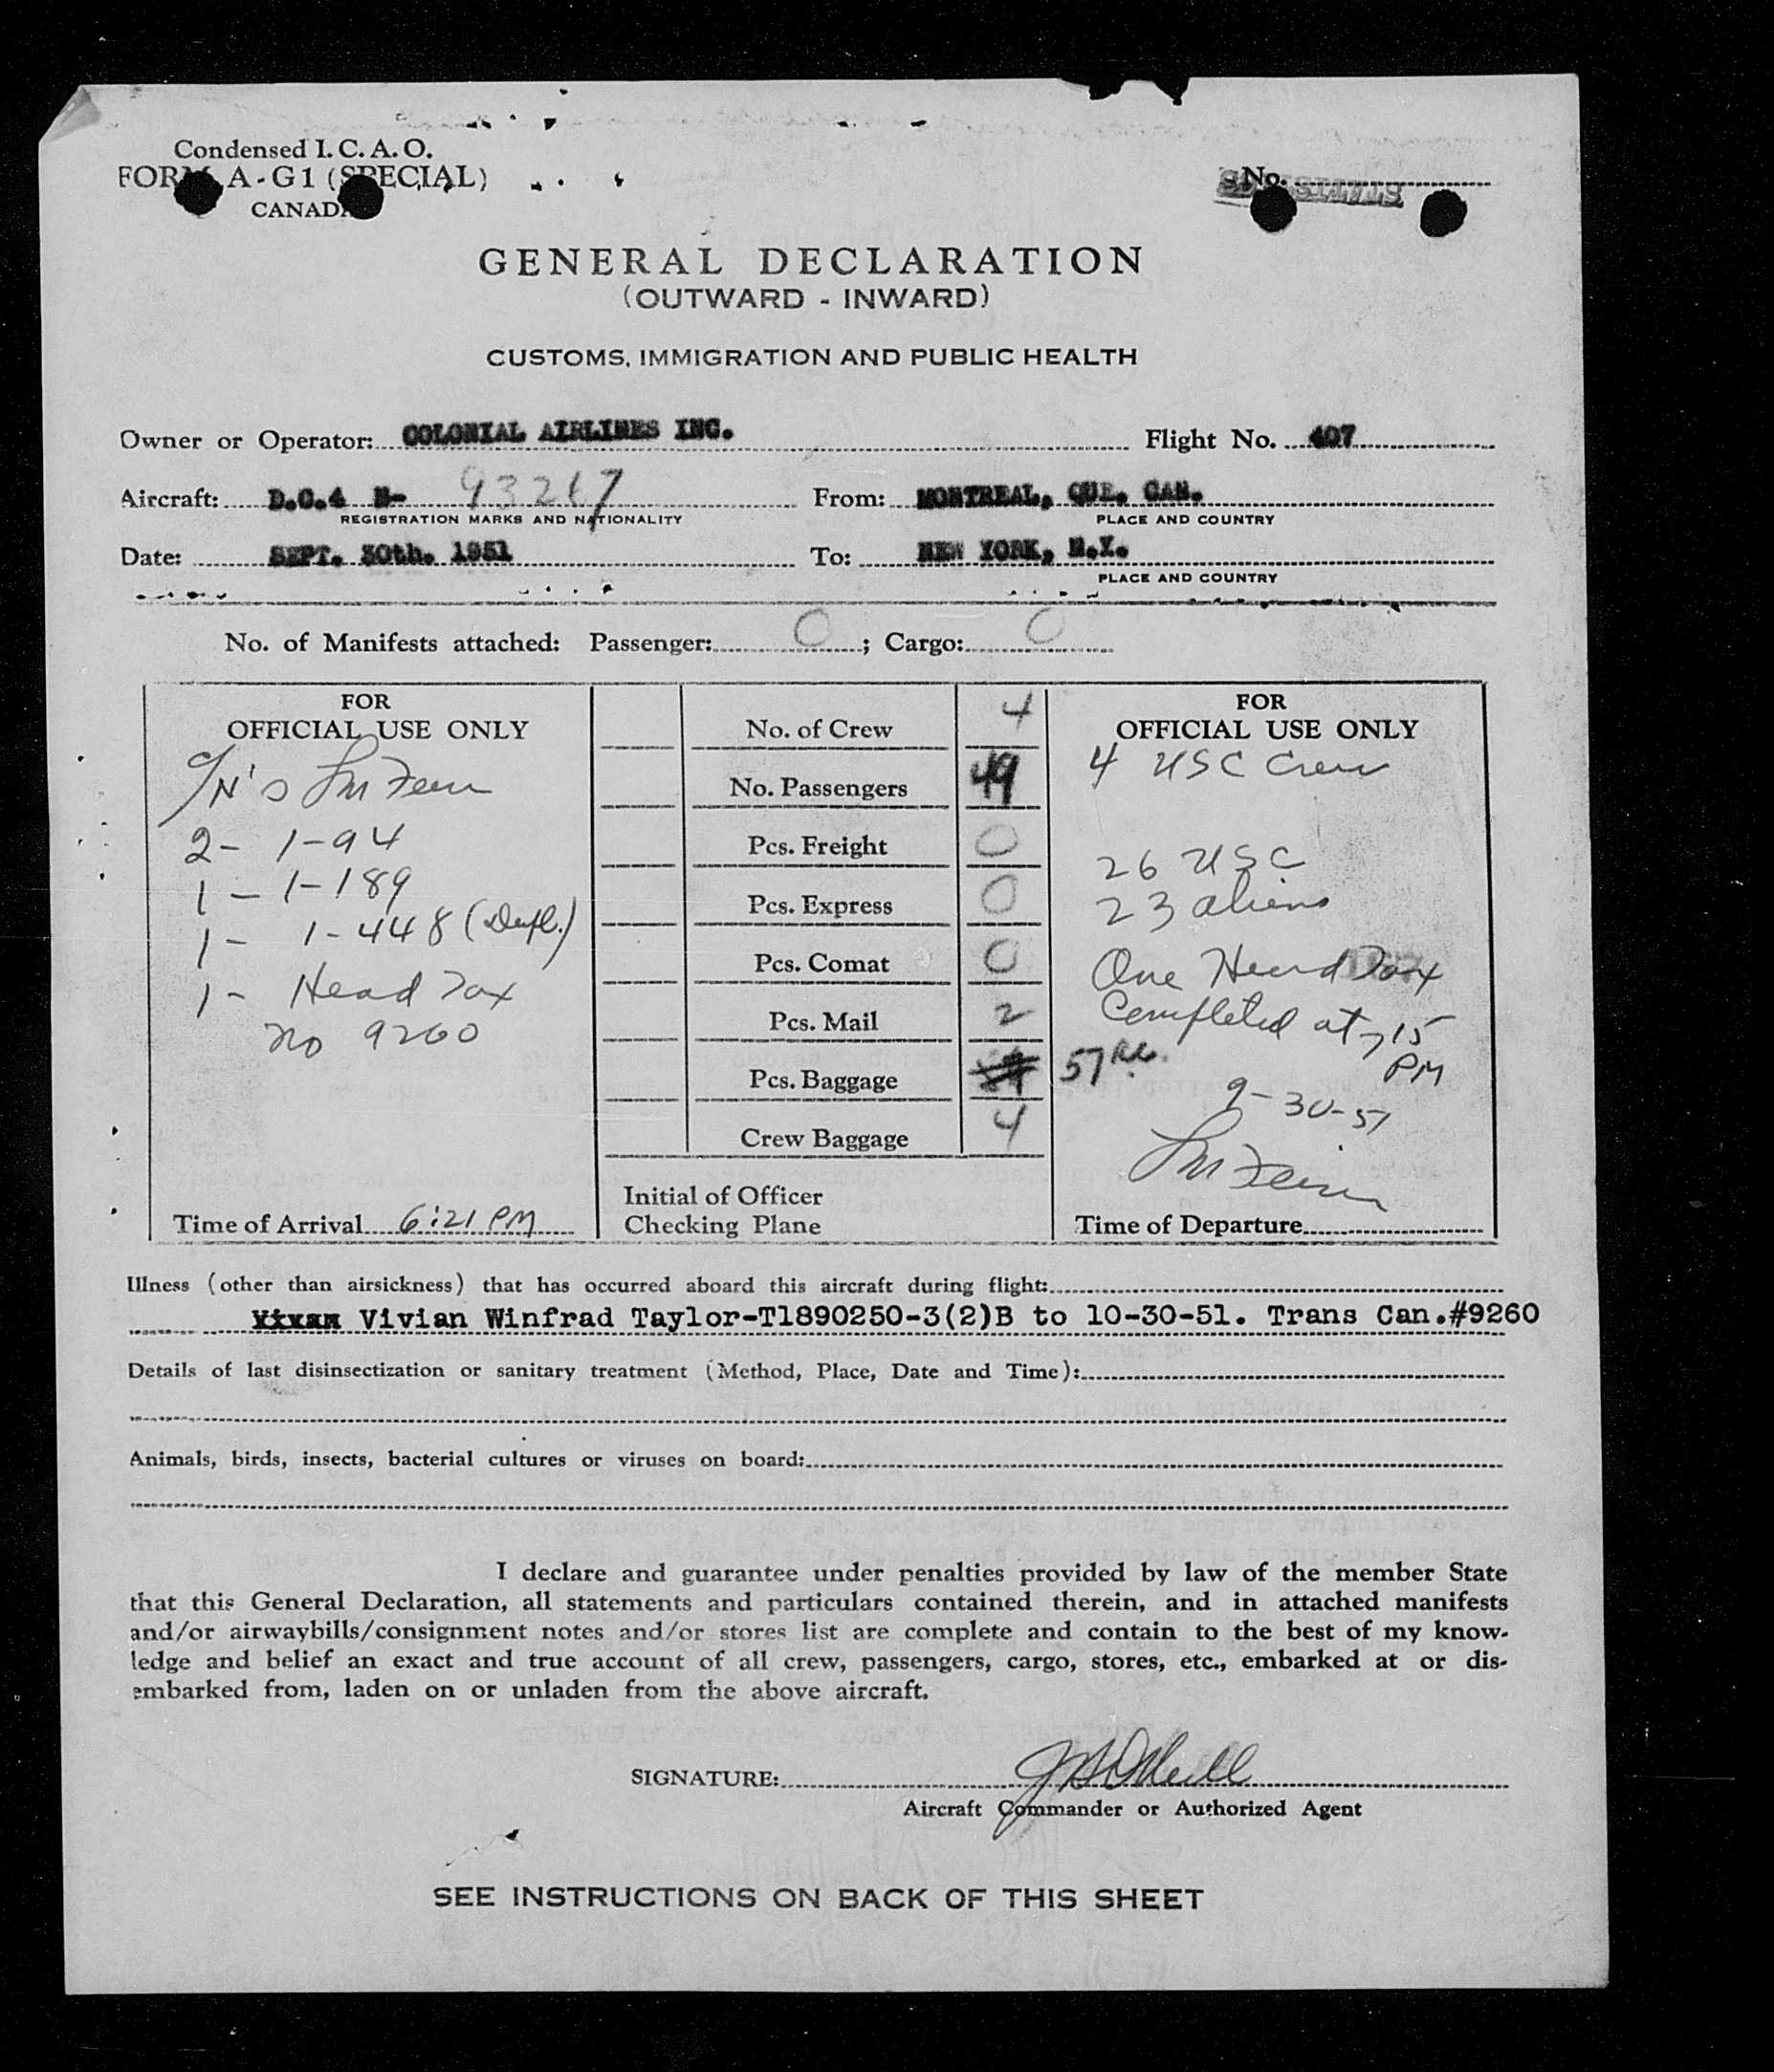 Condensed I. C. A. O.
FORM A-G1 (SPECIAL)
CANADA
No.
GENERAL DECLARATION
(OUTWARD - INWARD)
CUSTOMS, IMMIGRATION AND PUBLIC HEALTH
Owner or Operator: COLONIAL AIRLINES INC. Flight No. 407
Aircraft: D.C.4 N- 93267 From: MONTREAL, QUE. CAN.
REGISTRATION MARKS AND NATIONALITY PLACE AND COUNTRY
Date: SEPT. 30th. 1951 To: NEW YORK, N.Y.
PLACE AND COUNTRY
No. of Manifests attached: Passenger: 0; Cargo: 0
FOR
OFFICIAL USE ONLY
2- 1-94
1 - 1-189
1 - 1-448 (Dupl.)
1 - Head Tax
No 9260
Time of Arrival 6:21 PM
No. of Crew 4
No. Passengers 49
Pcs. Freight 0
Pcs. Express 0
Pcs. Comat 0
Pcs. Mail 2
Pcs. Baggage 57
Crew Baggage 4
Initial of Officer
Checking Plane
FOR
OFFICIAL USE ONLY
4 USC Crew
26 USC
23 aliens
One Head Tax
Completed at 715
PM
9-30-51
Time of Departure
Illness (other than airsickness) that has occurred aboard this aircraft during flight:
Vivian Winfrad Taylor-T1890250-3(2)B to 10-30-51. Trans Can.#9260
Details of last disinsectization or sanitary treatment (Method, Place, Date and Time):
Animals, birds, insects, bacterial cultures or viruses on board:
I declare and guarantee under penalties provided by law of the member State
that this General Declaration, all statements and particulars contained therein, and in attached manifests
and/or airwaybills/consignment notes and/or stores list are complete and contain to the best of my know-
ledge and belief an exact and true account of all crew, passengers, cargo, stores, etc., embarked at or dis-
embarked from, laden on or unladen from the above aircraft.
SIGNATURE:
Aircraft Commander or Authorized Agent
SEE INSTRUCTIONS ON BACK OF THIS SHEET